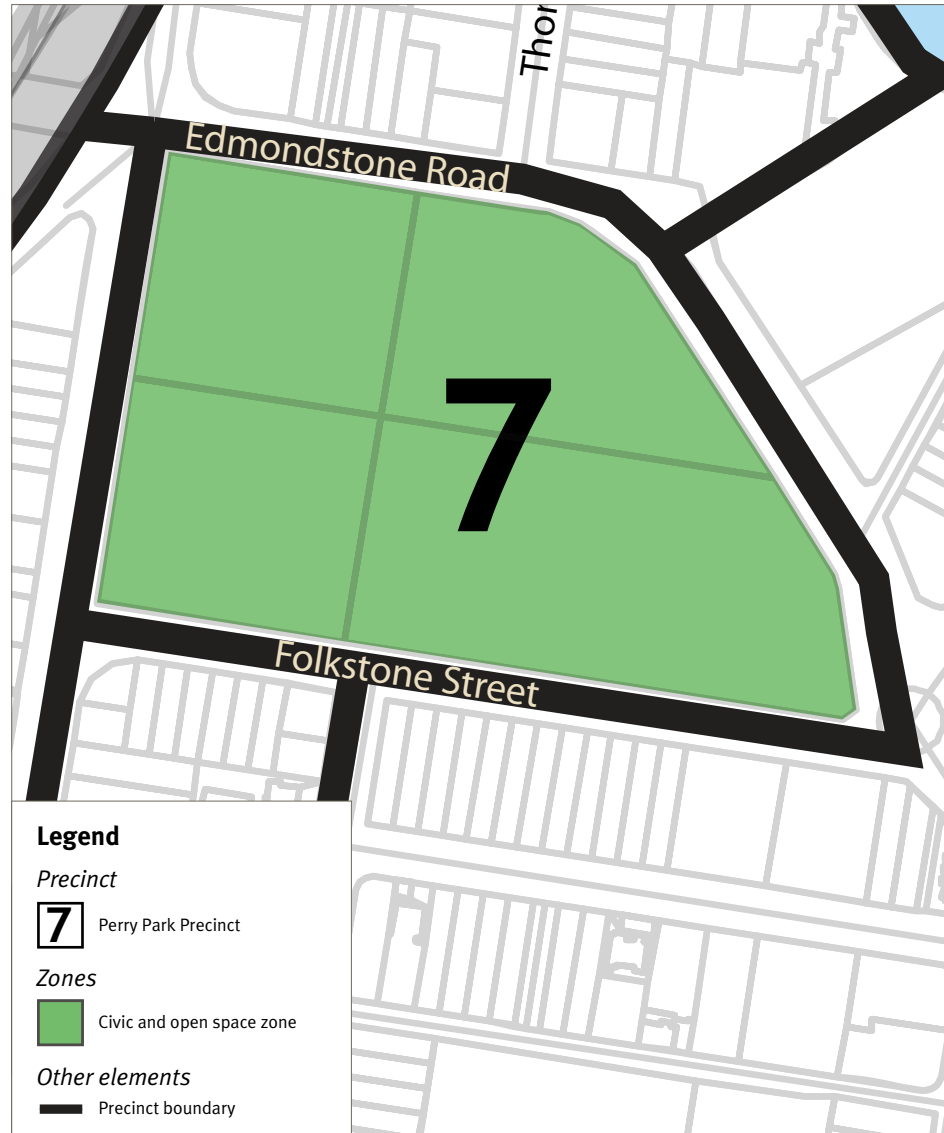 Thor
Edmondstone Road
7
Folkstone Street
Legend
Precinct
7 Perry Park Precinct
Zones
Civic and open space zone
Other elements
Precinct boundary